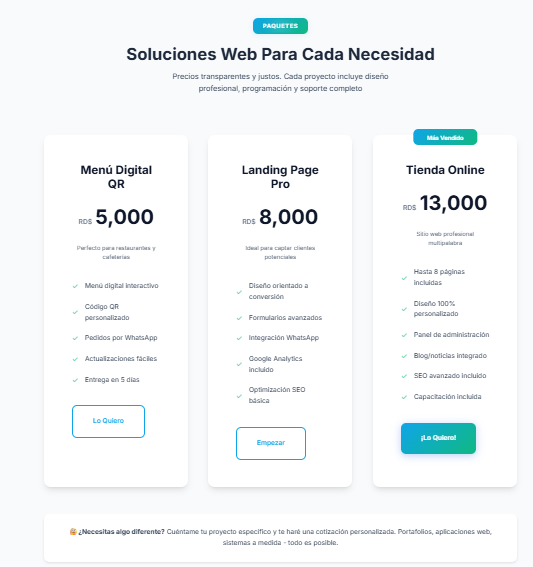 PAQUETES
Soluciones Web Para Cada Necesidad
Precios transparentes y justos. Cada proyecto incluye diseño
profesional, programación y soporte completo
Menú Digital
QR
RD$ 5,000
Perfecto para restaurantes y
cafeterías
✓ Menú digital interactivo
✓ Código QR
personalizado
✓ Pedidos por WhatsApp
✓ Actualizaciones fáciles
✓ Entrega en 5 días
Lo Quiero
Landing Page
Pro
RD$ 8,000
Ideal para captar clientes
potenciales
✓ Diseño orientado a
conversión
✓ Formularios avanzados
✓ Integración WhatsApp
✓ Google Analytics
incluido
✓ Optimización SEO
básica
Empezar
Más Vendido
Tienda Online
RD$ 13,000
Sitio web profesional
multipalabra
✓ Hasta 8 páginas
incluidas
✓ Diseño 100%
personalizado
✓ Panel de administración
✓ Blog/noticias integrado
✓ SEO avanzado incluido
✓ Capacitación incluida
¡Lo Quiero!
¿Necesitas algo diferente? Cuéntame tu proyecto específico y te haré una cotización personalizada. Portafolios, aplicaciones web,
sistemas a medida - todo es posible.